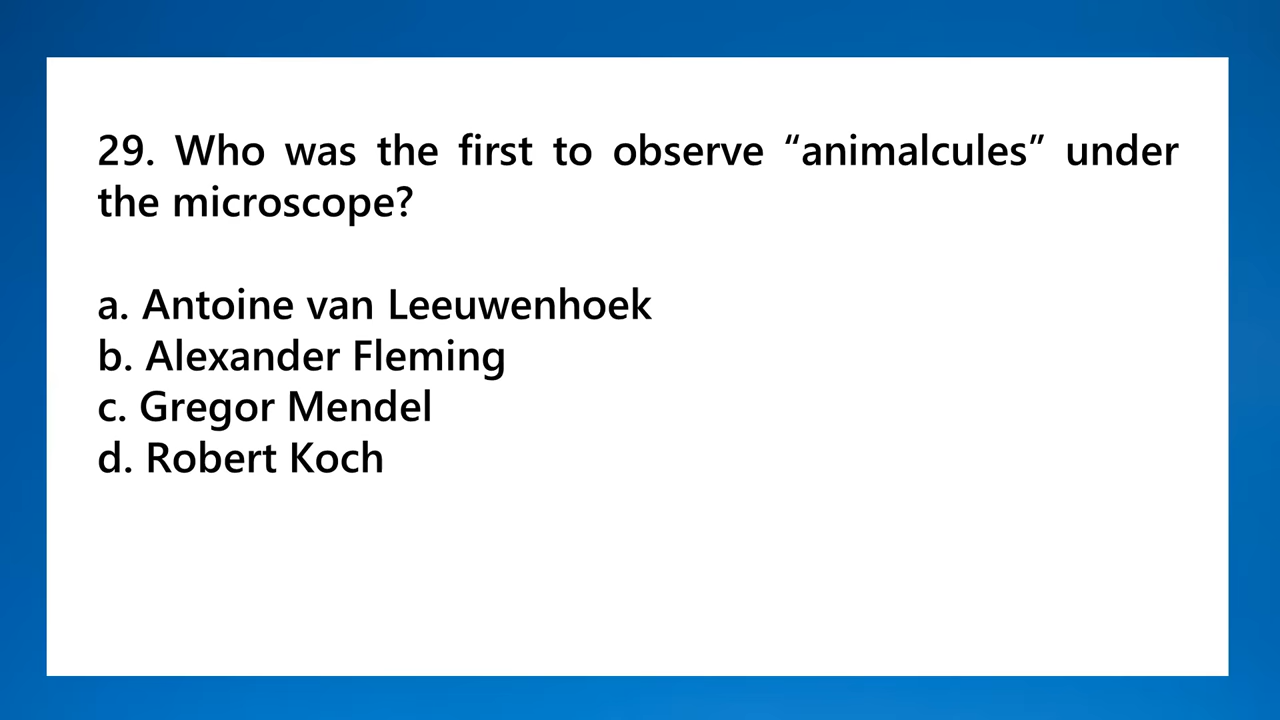 29. Who was the first to observe “animalcules” under
the microscope?
a. Antoine van Leeuwenhoek
b. Alexander Fleming
c. Gregor Mendel
d. Robert Koch